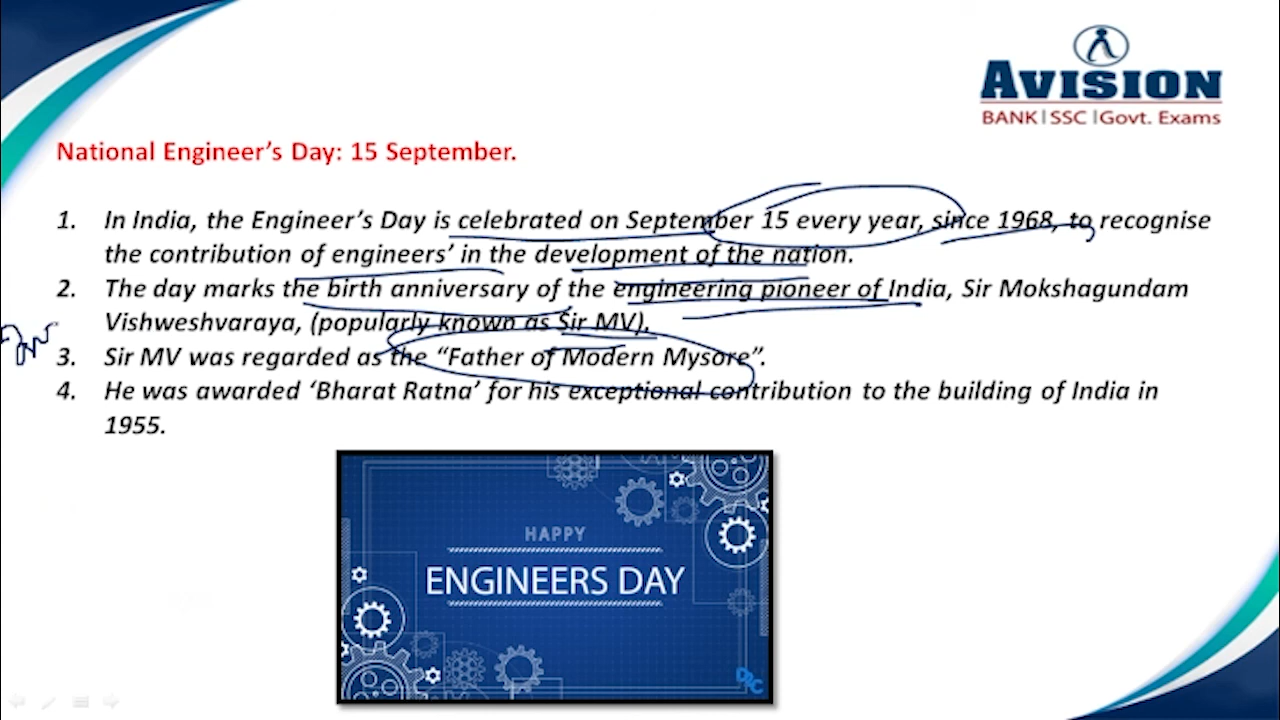 AVISION
BANK|SSC|Govt. Exams
National Engineer's Day: 15 September.
1. In India, the Engineer's Day is celebrated on September 15 every year, since 1968, to recognise
the contribution of engineers' in the development of the nation.
2. The day marks the birth anniversary of the engineering pioneer of India, Sir Mokshagundam
Vishweshvaraya, (popularly known as Sir MV).
3. Sir MV was regarded as the "Father of Modern Mysore".
4. He was awarded 'Bharat Ratna' for his exceptional contribution to the building of India in
1955.
HAPPY
ENGINEERS DAY